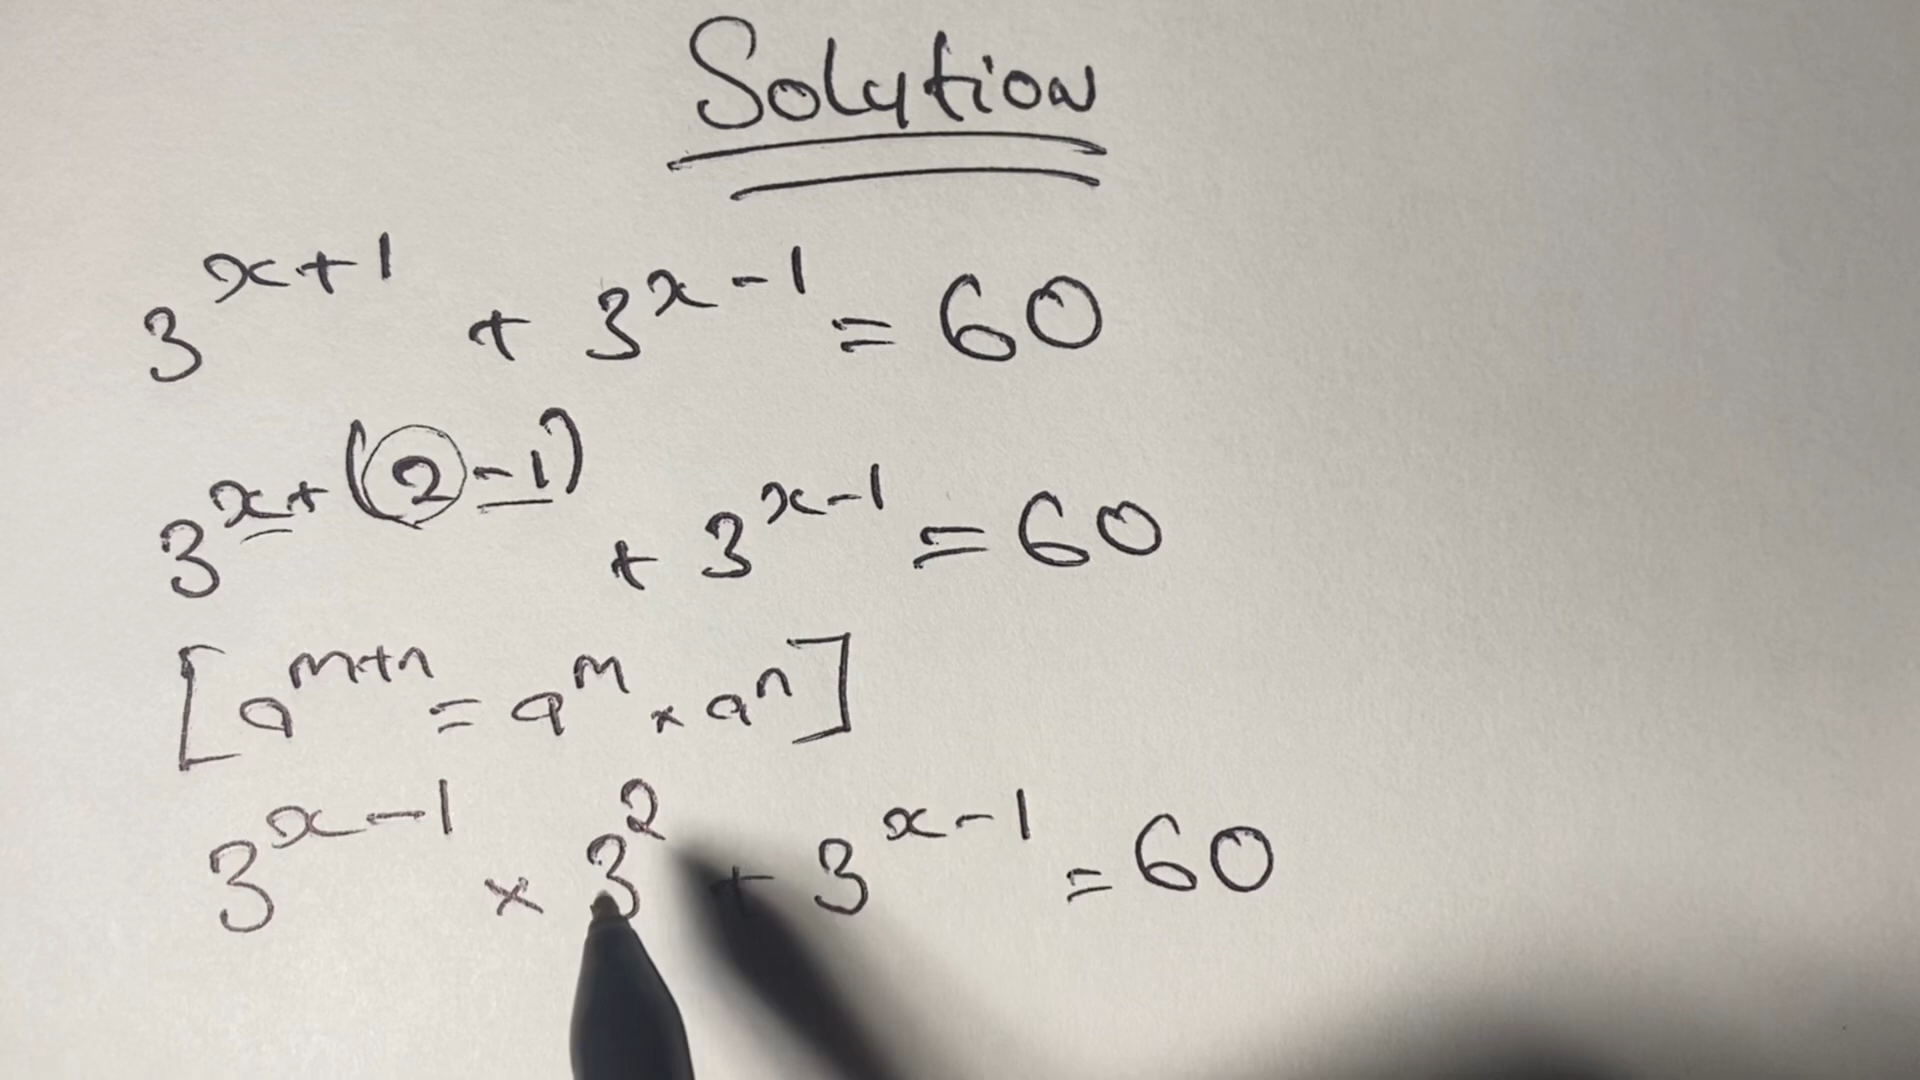 Solution
3^{x+1} + 3^{x-1} = 60
3^{x+(2-1)} + 3^{x-1} = 60
[a^{m+n} = a^m × a^n]
3^{x-1} × 3^2 + 3^{x-1} = 60